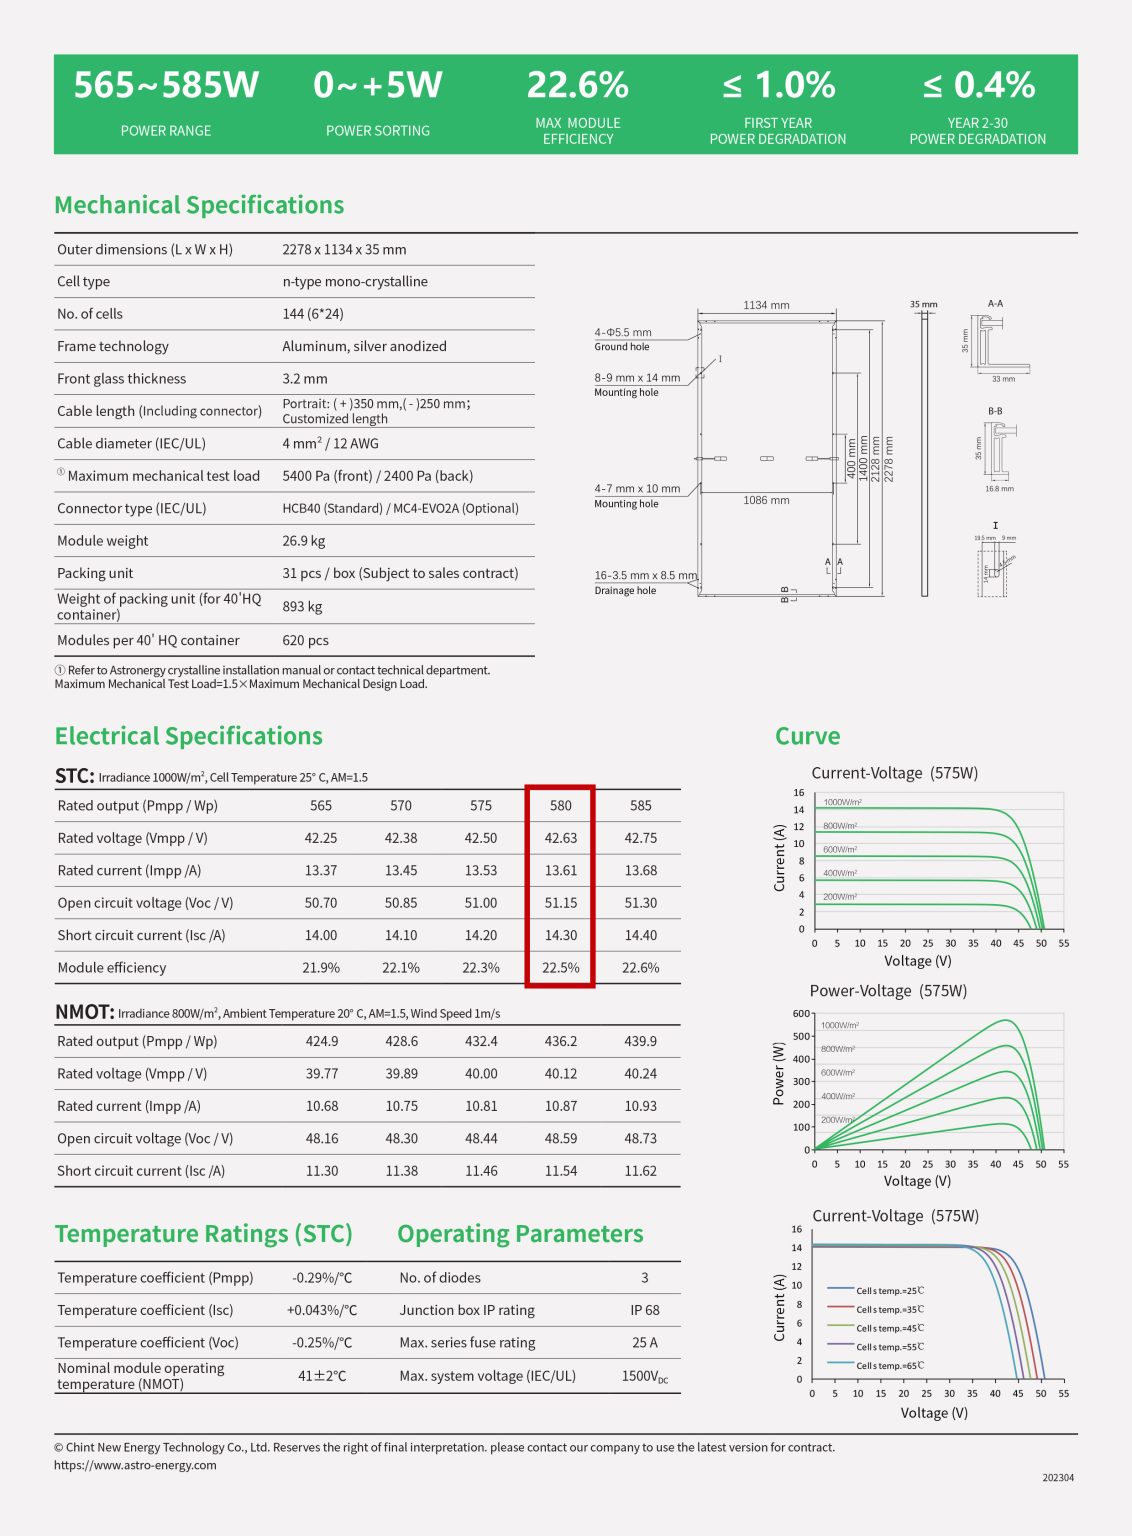 565~585W 0~+5W 22.6% ≤ 1.0% ≤ 0.4%
POWER RANGE POWER SORTING MAX MODULE EFFICIENCY FIRST YEAR POWER DEGRADATION YEAR 2-30 POWER DEGRADATION
Mechanical Specifications
Outer dimensions (L x W x H) 2278 x 1134 x 35 mm
Cell type n-type mono-crystalline
No. of cells 144 (6*24)
Frame technology Aluminum, silver anodized
Front glass thickness 3.2 mm
Cable length (Including connector) Portrait: ( + )350 mm,( - )250 mm;
Customized length
Cable diameter (IEC/UL) 4 mm² / 12 AWG
① Maximum mechanical test load 5400 Pa (front) / 2400 Pa (back)
Connector type (IEC/UL) HCB40 (Standard) / MC4-EVO2A (Optional)
Module weight 26.9 kg
Packing unit 31 pcs / box (Subject to sales contract)
Weight of packing unit (for 40'HQ
container) 893 kg
Modules per 40' HQ container 620 pcs
① Refer to Astronergy crystalline installation manual or contact technical department.
Maximum Mechanical Test Load=1.5×Maximum Mechanical Design Load.
1134 mm
4-Φ5.5 mm
Ground hole
I
8-9 mm x 14 mm
Mounting hole
400 mm
1400 mm
2128 mm
2278 mm
4-7 mm x 10 mm
Mounting hole
1086 mm
A A
16-3.5 mm x 8.5 mm
Drainage hole
B B
35 mm
A-A
35 mm
33 mm
B-B
35 mm
16.8 mm
I
19.5 mm 9 mm
14 mm
Electrical Specifications
STC: Irradiance 1000W/m², Cell Temperature 25° C, AM=1.5
Rated output (Pmpp / Wp) 565 570 575 580 585
Rated voltage (Vmpp / V) 42.25 42.38 42.50 42.63 42.75
Rated current (Impp /A) 13.37 13.45 13.53 13.61 13.68
Open circuit voltage (Voc / V) 50.70 50.85 51.00 51.15 51.30
Short circuit current (Isc /A) 14.00 14.10 14.20 14.30 14.40
Module efficiency 21.9% 22.1% 22.3% 22.5% 22.6%
NMOT: Irradiance 800W/m², Ambient Temperature 20° C, AM=1.5, Wind Speed 1m/s
Rated output (Pmpp / Wp) 424.9 428.6 432.4 436.2 439.9
Rated voltage (Vmpp / V) 39.77 39.89 40.00 40.12 40.24
Rated current (Impp /A) 10.68 10.75 10.81 10.87 10.93
Open circuit voltage (Voc / V) 48.16 48.30 48.44 48.59 48.73
Short circuit current (Isc /A) 11.30 11.38 11.46 11.54 11.62
Temperature Ratings (STC)
Temperature coefficient (Pmpp) -0.29%/℃
Temperature coefficient (Isc) +0.043%/℃
Temperature coefficient (Voc) -0.25%/℃
Nominal module operating
temperature (NMOT) 41±2℃
Operating Parameters
No. of diodes 3
Junction box IP rating IP 68
Max. series fuse rating 25 A
Max. system voltage (IEC/UL) 1500VDC
Curve
Current-Voltage (575W)
Current (A)
16
14
12
10
8
6
4
2
0
1000W/m²
800W/m²
600W/m²
400W/m²
200W/m²
0 5 10 15 20 25 30 35 40 45 50 55
Voltage (V)
Power-Voltage (575W)
Power (W)
600
500
400
300
200
100
0
1000W/m²
800W/m²
600W/m²
400W/m²
200W/m²
0 5 10 15 20 25 30 35 40 45 50 55
Voltage (V)
Current-Voltage (575W)
Current (A)
16
14
12
10
8
6
4
2
0
Cells temp.=25℃
Cells temp.=35℃
Cells temp.=45℃
Cells temp.=55℃
Cells temp.=65℃
0 5 10 15 20 25 30 35 40 45 50 55
Voltage (V)
© Chint New Energy Technology Co., Ltd. Reserves the right of final interpretation. please contact our company to use the latest version for contract.
https://www.astro-energy.com
202304